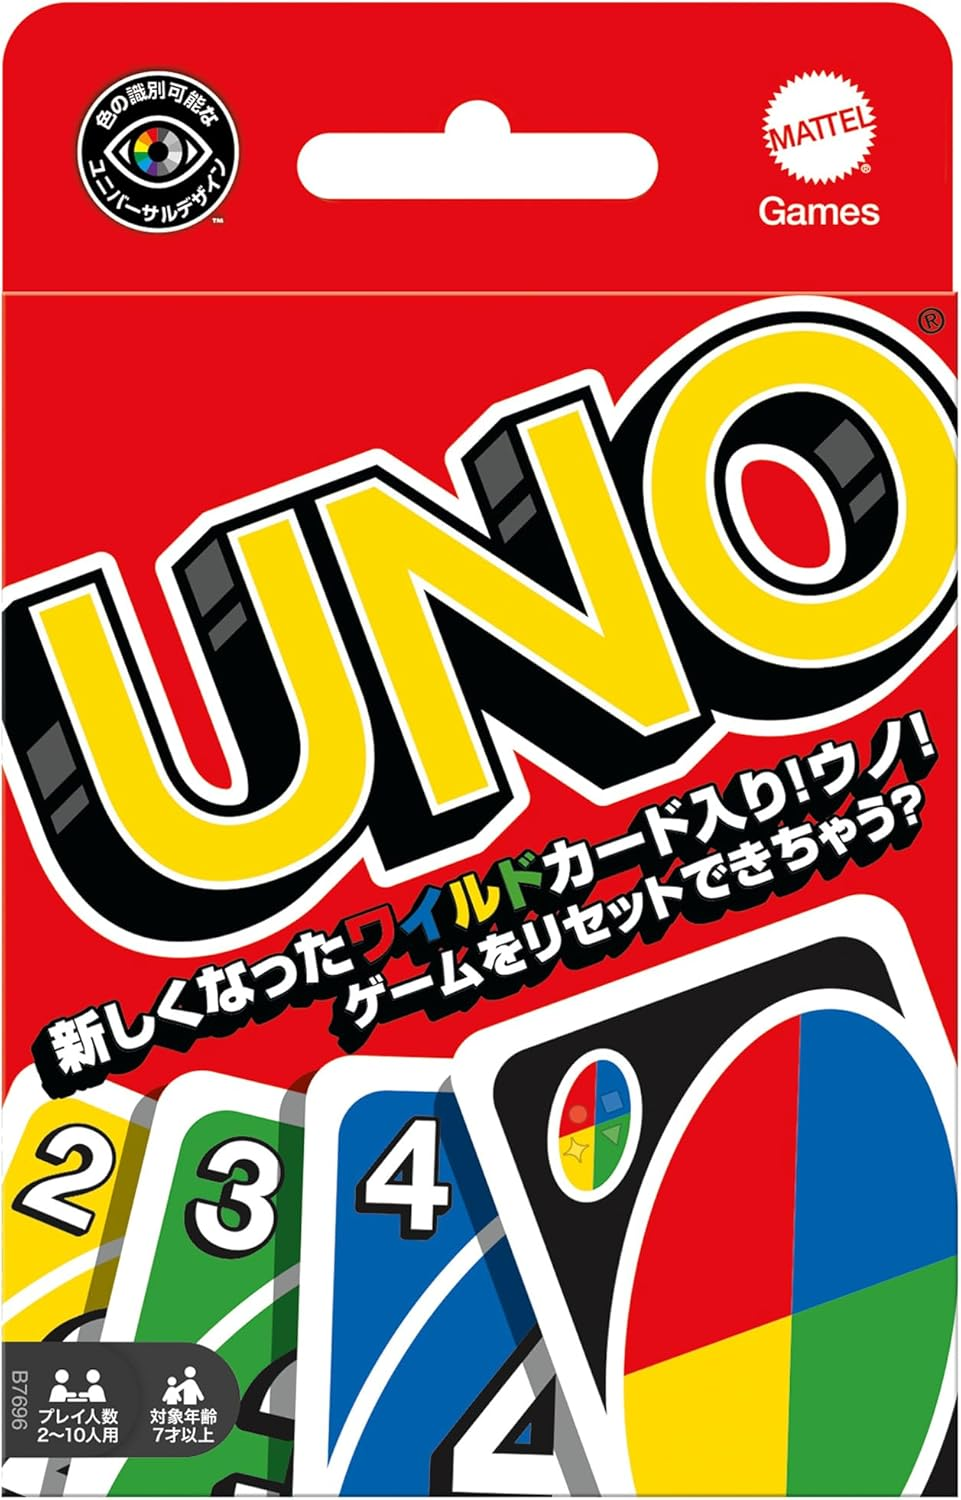 色の識別可能な
ユニバーサルデザイン
TM
MATTEL
®
Games
®
UNO
新しくなったワイルドカード入り!ウノ!
ゲームをリセットできちゃう?
2
3
4
4
B7696
プレイ人数
2~10人用
対象年齢
7才以上